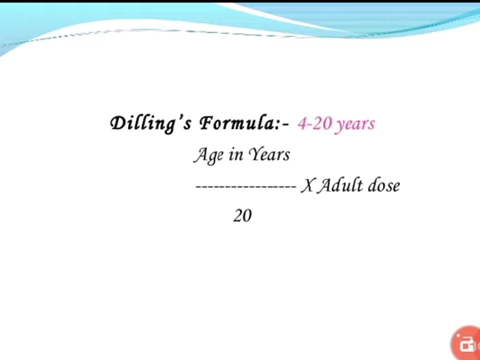 Dilling's Formula:- 4-20 years
Age in Years
----------------- X Adult dose
20